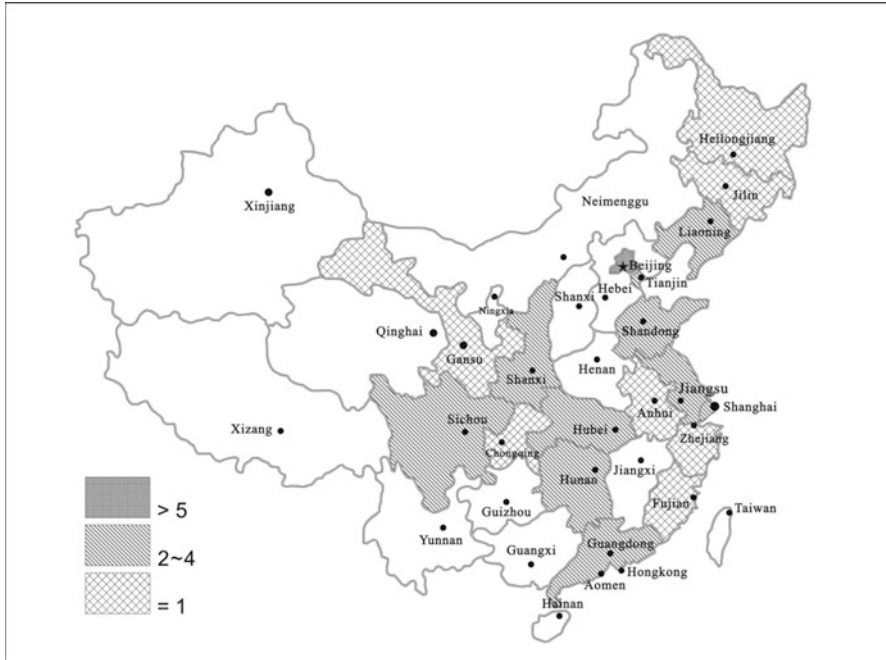 Heilongjiang
Jilin
Xinjiang
Neimenggu
Liaoning
Beijing
Tianjin
Hebei
Shanxi
Ningxia
Shandong
Qinghai
Gansu
Henan
Shanxi
Jiangsu
Shanghai
Anhui
Sichou
Xizang
Hubei
Zhejiang
Chongqing
Jiangxi
Hunan
> 5
Fujian
Guizhou
Taiwan
Yunnan
2~4
Guangdong
Guangxi
Hongkong
Aomen
= 1
Hainan